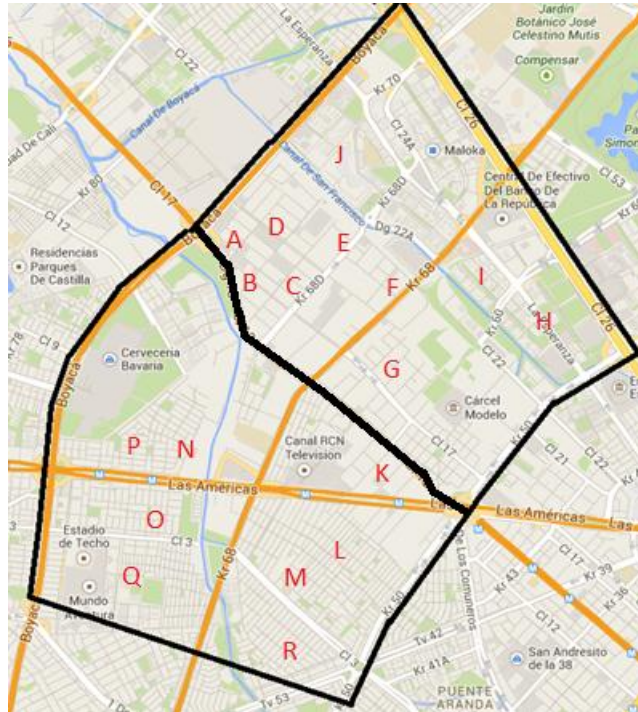 Jardin
Botánico José
Celestino Mutis
La Esperanza
Boyacá
Compensar
Cl 22
Kr 70
Cl 26
Canal De Boyacá
Cl 24A
J
Maloka
Canal De San Francisco
Kr 80
Kr 68D
Central De Efectivo
Del Banco De
La República
Cl 53
Cl 17
Cl 12
Boyacá
D
A
E
Dg 22A
Residencias
Parques
De Castilla
B
C
Kr 68D
F
Kr 68
I
Kr 60
H
La Esperanza
Cl 26
Cl 9
Kr 78
Cervecería
Bavaria
Boyacá
G
Cl 22
Cárcel
Modelo
Kr 50
P
N
Canal RCN
Television
Cl 17
Cl 21
Cl 22
K
Las Américas
Las Américas
Las
O
Estadio
de Techo
Cl 3
L
Kr 68
De Los Comuneros
Cl 17
Kr 39
Q
M
Kr 43
Kr 36
Mundo
Boyacá
Kr 50
Cl 12
R
Tv 42
Cl 3
Kr 41A
San Andresito
de la 38
Tv 53
Kr 50
PUENTE
ARANDA